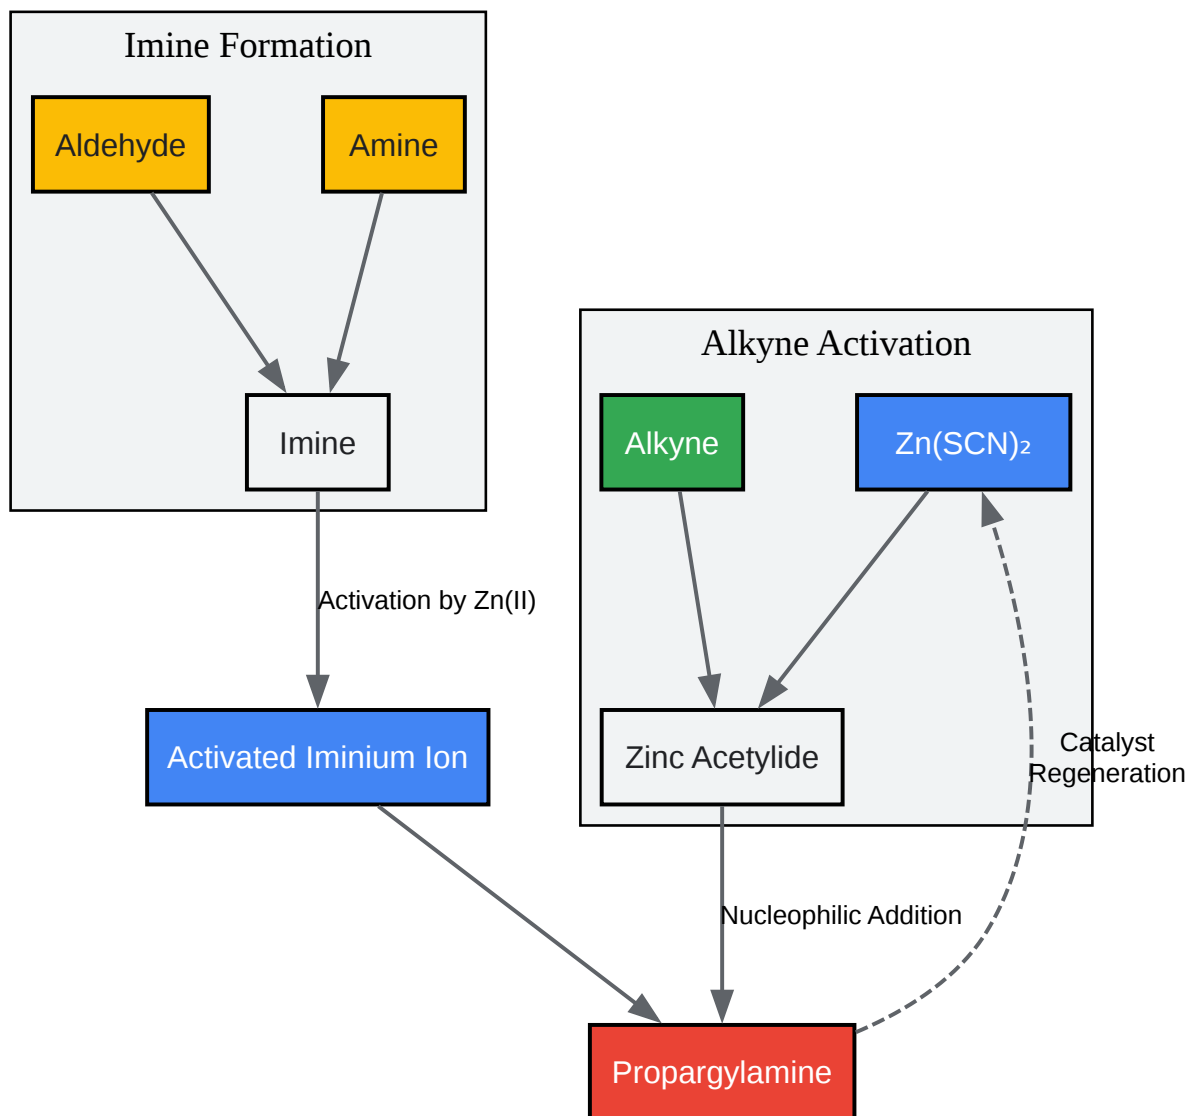 Imine Formation
Aldehyde
Amine
Imine
Activation by Zn(II)
Activated Iminium Ion
Alkyne Activation
Alkyne
Zn(SCN)₂
Zinc Acetylide
Catalyst
Regeneration
Nucleophilic Addition
Propargylamine